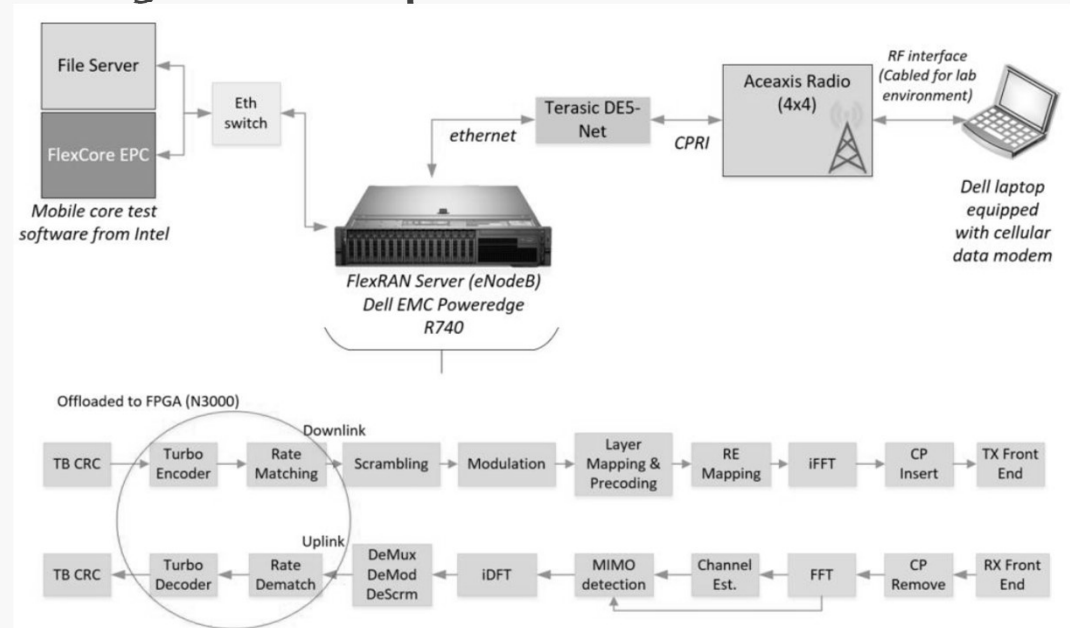 File Server
FlexCore EPC
Mobile core test
software from Intel
Eth
switch
ethernet
Terasic DE5-
Net
CPRI
Aceaxis Radio
(4x4)
RF interface
(Cabled for lab
environment)
Dell laptop
equipped
with cellular
data modem
FlexRAN Server (eNodeB)
Dell EMC Poweredge
R740
Offloaded to FPGA (N3000)
Downlink
TB CRC
Turbo
Encoder
Rate
Matching
Scrambling
Modulation
Layer
Mapping &
Precoding
RE
Mapping
iFFT
CP
Insert
TX Front
End
Uplink
TB CRC
Turbo
Decoder
Rate
Dematch
DeMux
DeMod
DeScrm
iDFT
MIMO
detection
Channel
Est.
FFT
CP
Remove
RX Front
End